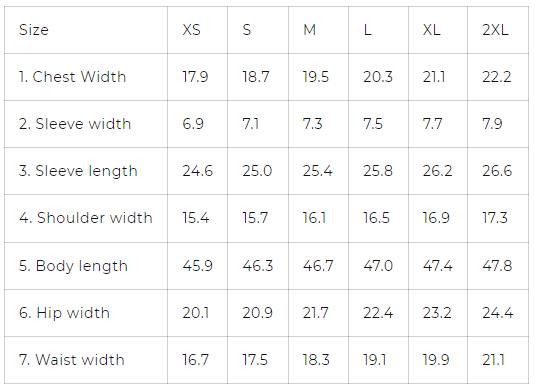 Size XS S M L XL 2XL
1. Chest Width 17.9 18.7 19.5 20.3 21.1 22.2
2. Sleeve width 6.9 7.1 7.3 7.5 7.7 7.9
3. Sleeve length 24.6 25.0 25.4 25.8 26.2 26.6
4. Shoulder width 15.4 15.7 16.1 16.5 16.9 17.3
5. Body length 45.9 46.3 46.7 47.0 47.4 47.8
6. Hip width 20.1 20.9 21.7 22.4 23.2 24.4
7. Waist width 16.7 17.5 18.3 19.1 19.9 21.1